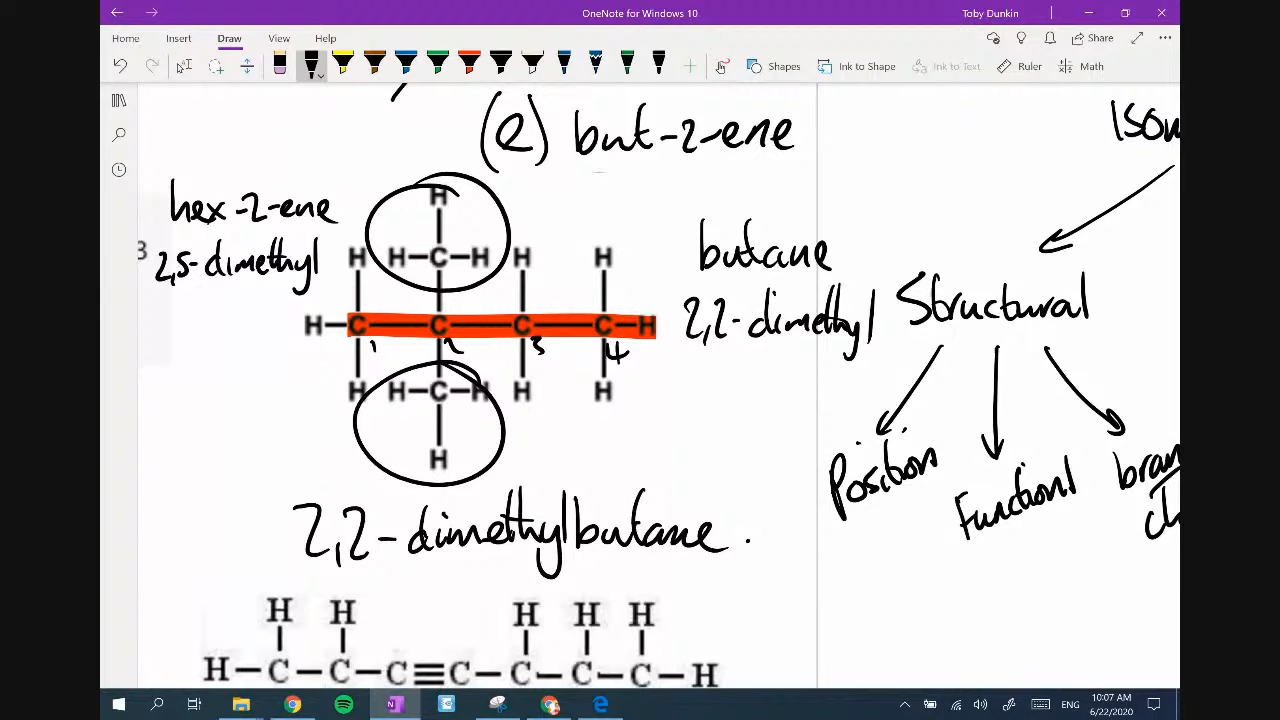 OneNote for Windows 10
Toby Dunkin
Home Insert Draw View Help
Share
Shapes Ink to Shape Ink to Text Ruler Math
(e) but-2-ene
hex-2-ene
2,5-dimethyl
3
H
H H-C-H H H
H-C-C-C-C-H
1 2 3 4
H H-C-H H H
H
butane
2,2-dimethyl
2,2-dimethylbutane.
H H H H H
H-C-C-C≡C-C-C-C-H
Structural
Position
Functionl
ENG
10:07 AM
6/22/2020